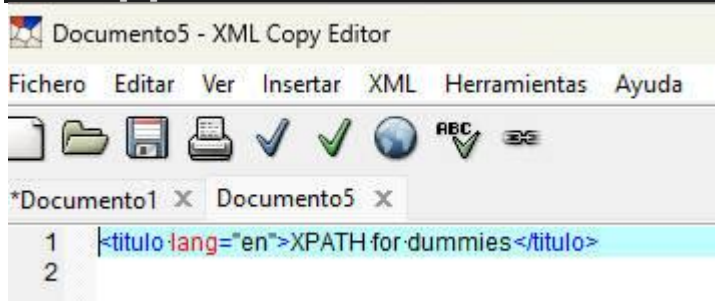 Documento5 - XML Copy Editor
Fichero Editar Ver Insertar XML Herramientas Ayuda
ABC
*Documento1 X Documento5 X
1 <titulo·lang="en">XPATH·for·dummies</titulo>
2